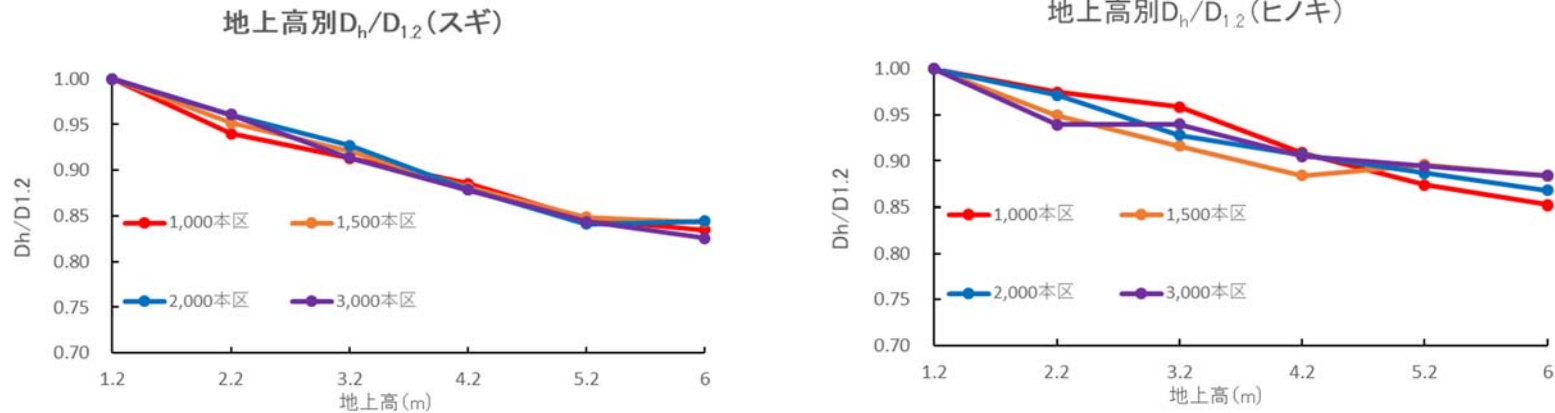 地上高別Dh/D1.2(スギ)
1.00
0.95
0.90
0.85
0.80
0.75
0.70
Dh/D1.2
1,000本区
1,500本区
2,000本区
3,000本区
1.2 2.2 3.2 4.2 5.2 6
地上高(m)
地上高別Dh/D1.2(ヒノキ)
1.00
0.95
0.90
0.85
0.80
0.75
0.70
Dh/D1.2
1,000本区
1,500本区
2,000本区
3,000本区
1.2 2.2 3.2 4.2 5.2 6
地上高(m)